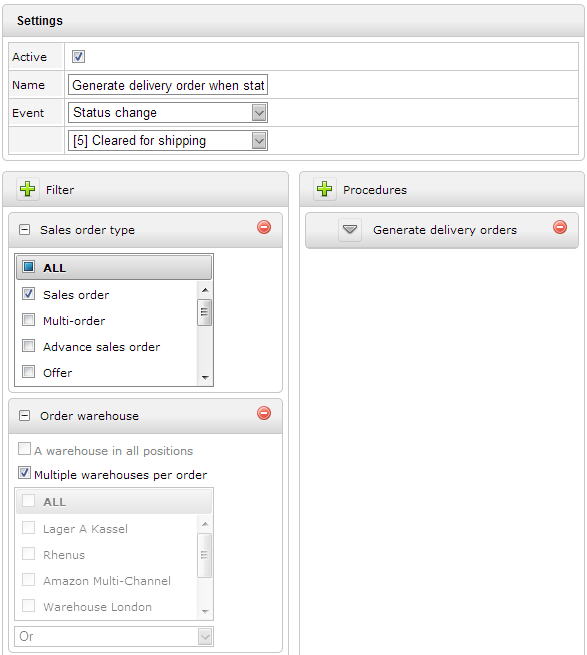 Settings
Active
Name Generate delivery order when stat
Event Status change
[5] Cleared for shipping
Filter
Sales order type
ALL
Sales order
Multi-order
Advance sales order
Offer
Order warehouse
A warehouse in all positions
Multiple warehouses per order
ALL
Lager A Kassel
Rhenus
Amazon Multi-Channel
Warehouse London
Or
Procedures
Generate delivery orders